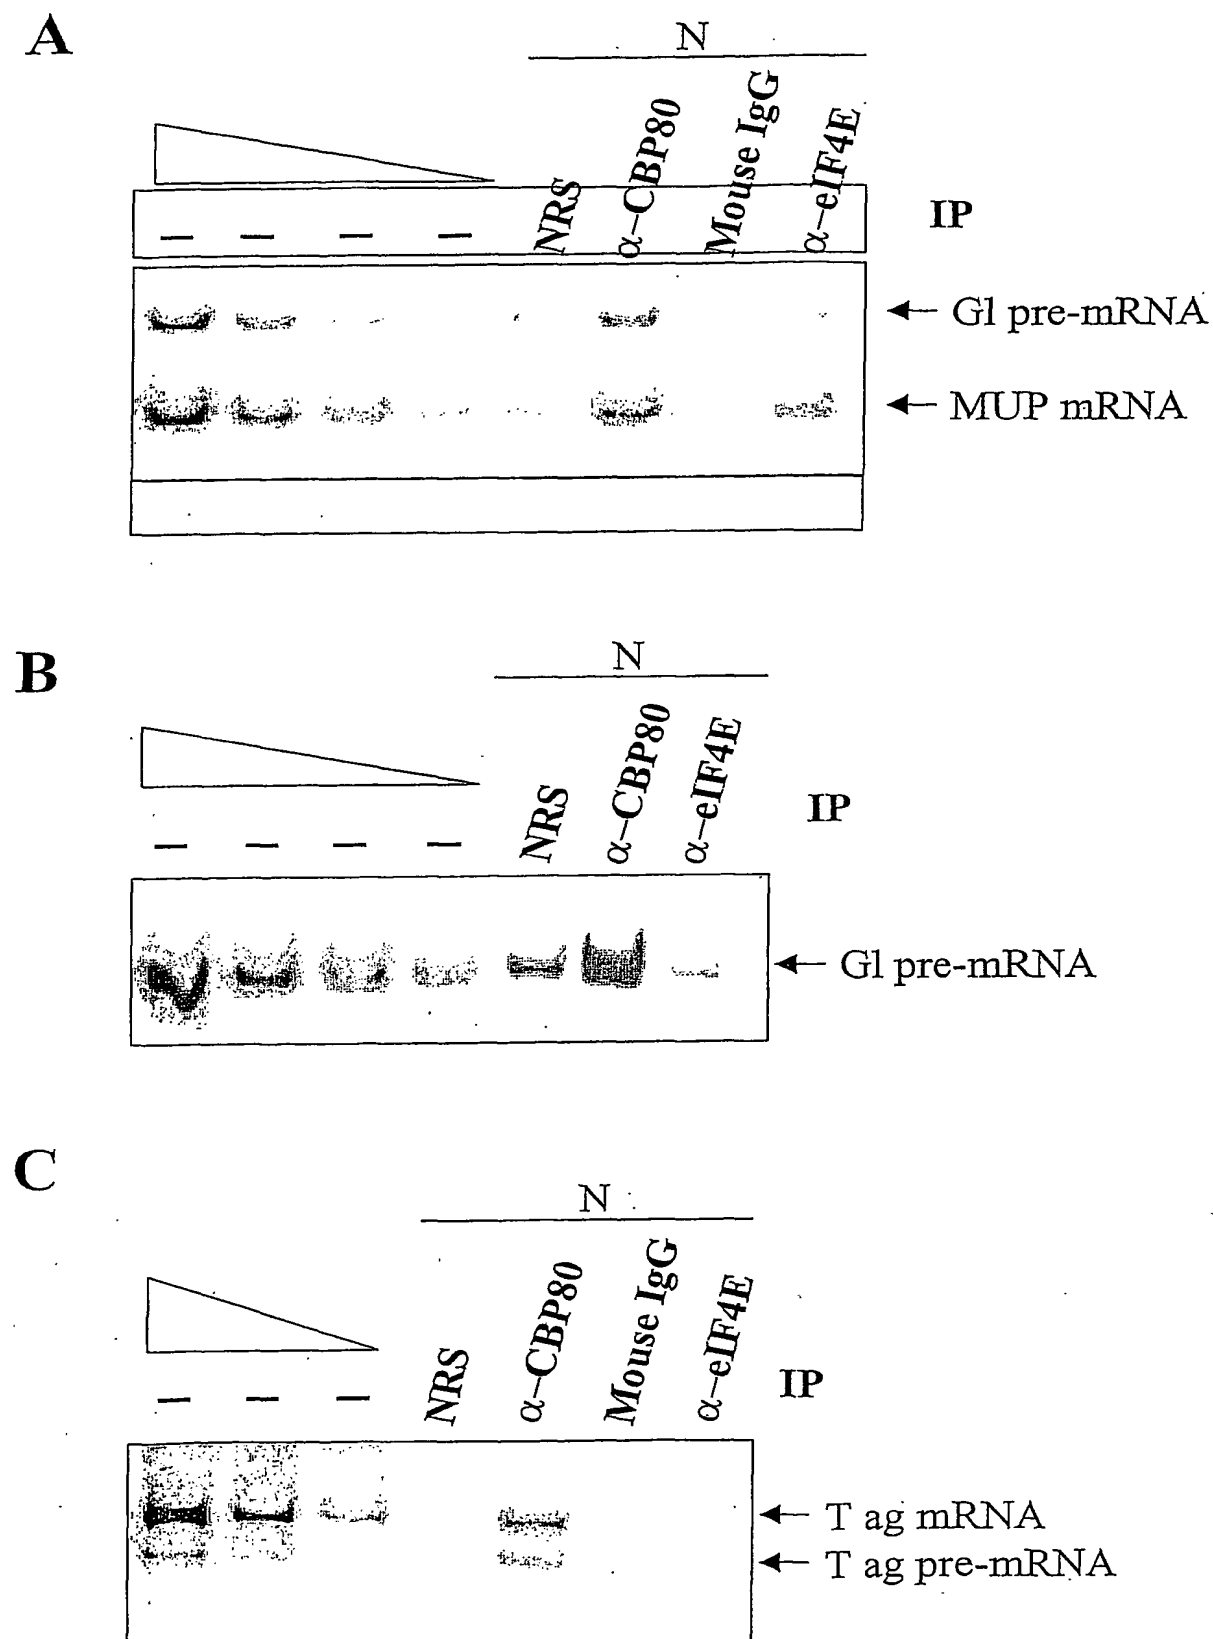 A
N
NRS
α–CBP80
Mouse IgG
α–eIF4E
IP
– – – –
Gl pre-mRNA
MUP mRNA
B
N
NRS
α–CBP80
α–eIF4E
IP
– – – –
Gl pre-mRNA
C
N
NRS
α–CBP80
Mouse IgG
α–eIF4E
IP
– – –
T ag mRNA
T ag pre-mRNA